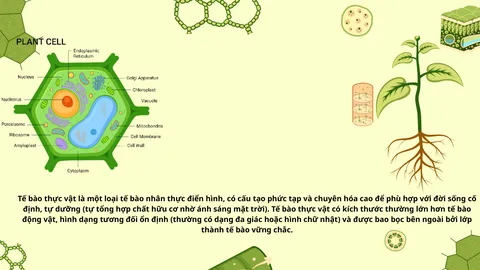 PLANT CELL
Endoplasmic
Reticulum
Nucleus
Golgi Apparatus
Chloroplast
Nucleolus
Vacuole
Peroxisome
Mitochondria
Ribosome
Cell Membrane
Amyloplast
Cell Wall
Cytoplasm
Tế bào thực vật là một loại tế bào nhân thực điển hình, có cấu tạo phức tạp và chuyên hóa cao để phù hợp với đời sống cố
định, tự dưỡng (tự tổng hợp chất hữu cơ nhờ ánh sáng mặt trời). Tế bào thực vật có kích thước thường lớn hơn tế bào
động vật, hình dạng tương đối ổn định (thường có dạng đa giác hoặc hình chữ nhật) và được bao bọc bên ngoài bởi lớp
thành tế bào vững chắc.